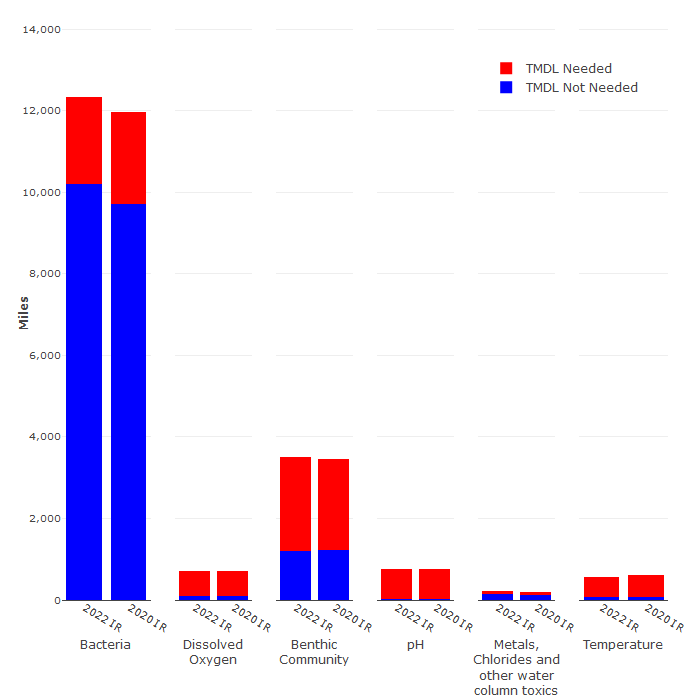 14,000
12,000
10,000
8,000
6,000
4,000
2,000
0
Miles
TMDL Needed
TMDL Not Needed
2022 IR
2020 IR
2022 IR
2020 IR
2022 IR
2020 IR
2022 IR
2020 IR
2022 IR
2020 IR
2022 IR
2020 IR
Bacteria
Dissolved
Oxygen
Benthic
Community
pH
Metals,
Chlorides and
other water
column toxics
Temperature